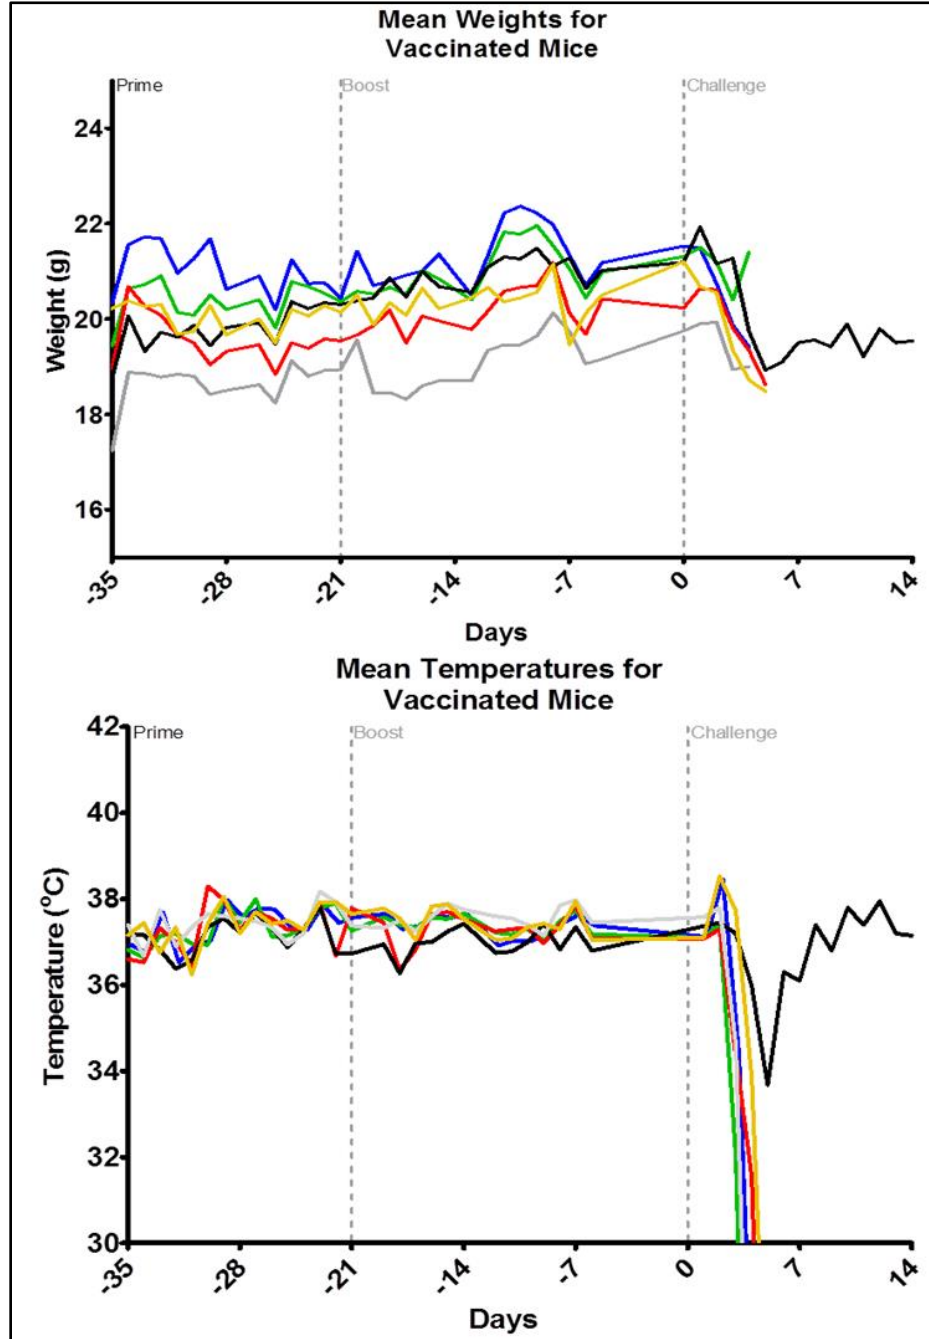 Mean Weights for
Vaccinated Mice
Prime
Boost
Challenge
24
22
20
18
16
Weight (g)
-35
-28
-21
-14
-7
0
7
14
Days
Mean Temperatures for
Vaccinated Mice
42
Prime
Boost
Challenge
40
38
36
34
32
30
Temperature (°C)
-35
-28
-21
-14
-7
0
7
14
Days